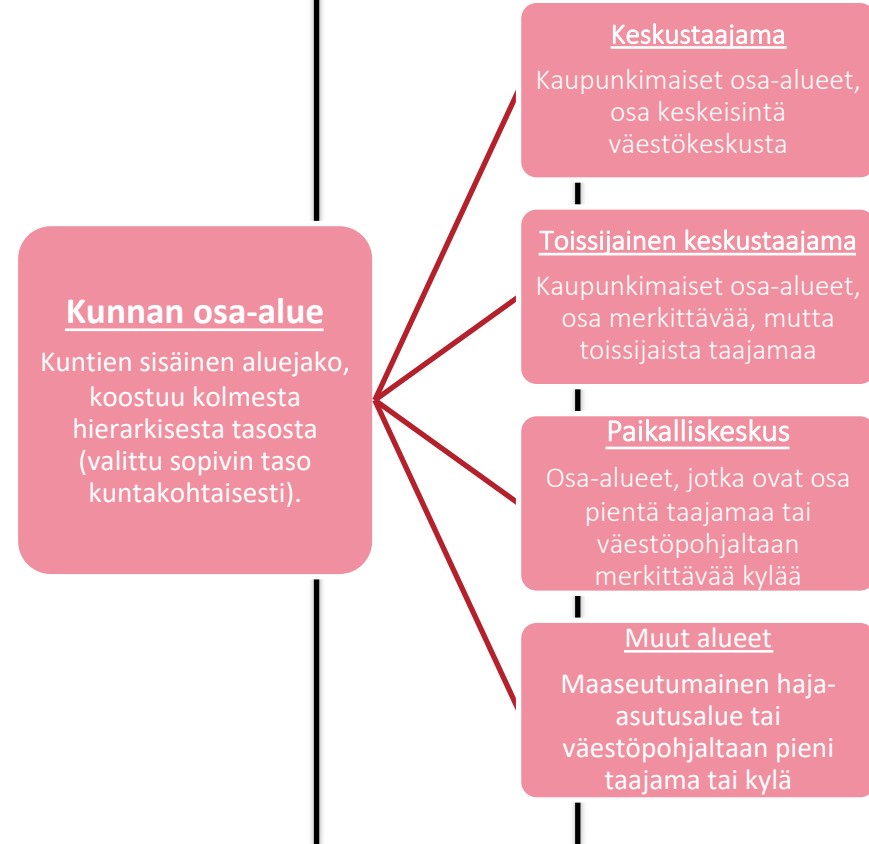 Kunnan osa-alue
Kuntien sisäinen aluejako,
koostuu kolmesta
hierarkisesta tasosta
(valittu sopivin taso
kuntakohtaisesti).
Keskustaajama
Kaupunkimaiset osa-alueet,
osa keskeisintä
väestökeskusta
Toissijainen keskustaajama
Kaupunkimaiset osa-alueet,
osa merkittävää, mutta
toissijaista taajamaa
Paikalliskeskus
Osa-alueet, jotka ovat osa
pientä taajamaa tai
väestöpohjaltaan
merkittävää kylää
Muut alueet
Maaseutumainen haja-
asutusalue tai
väestöpohjaltaan pieni
taajama tai kylä